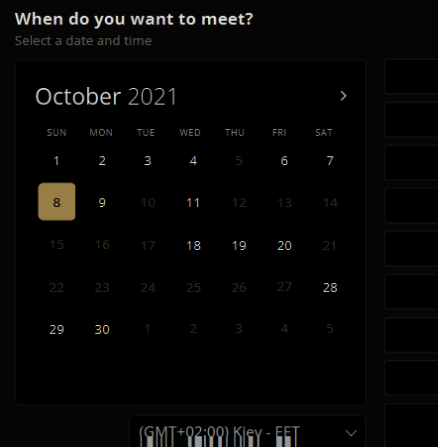 When do you want to meet?
Select a date and time
October 2021
SUN MON TUE WED THU FRI SAT
1 2 3 4 5 6 7
8 9 10 11 12 13 14
15 16 17 18 19 20 21
22 23 24 25 26 27 28
29 30 1 2 3 4 5
(GMT+02:00) Kiev - EET